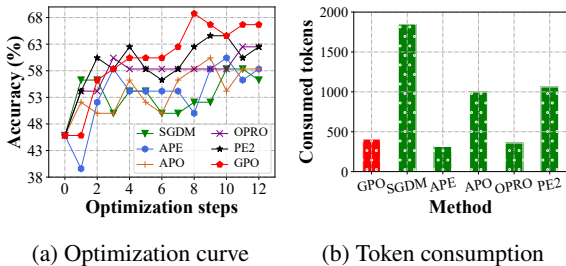 68
63
58
53
48
43
38
Accuracy (%)
SGDM
APE
APO
OPRO
PE2
GPO
0 2 4 6 8 10 12
Optimization steps
(a) Optimization curve
2000
1500
1000
500
0
Consumed tokens
GPO SGDM APE APO OPRO PE2
Method
(b) Token consumption